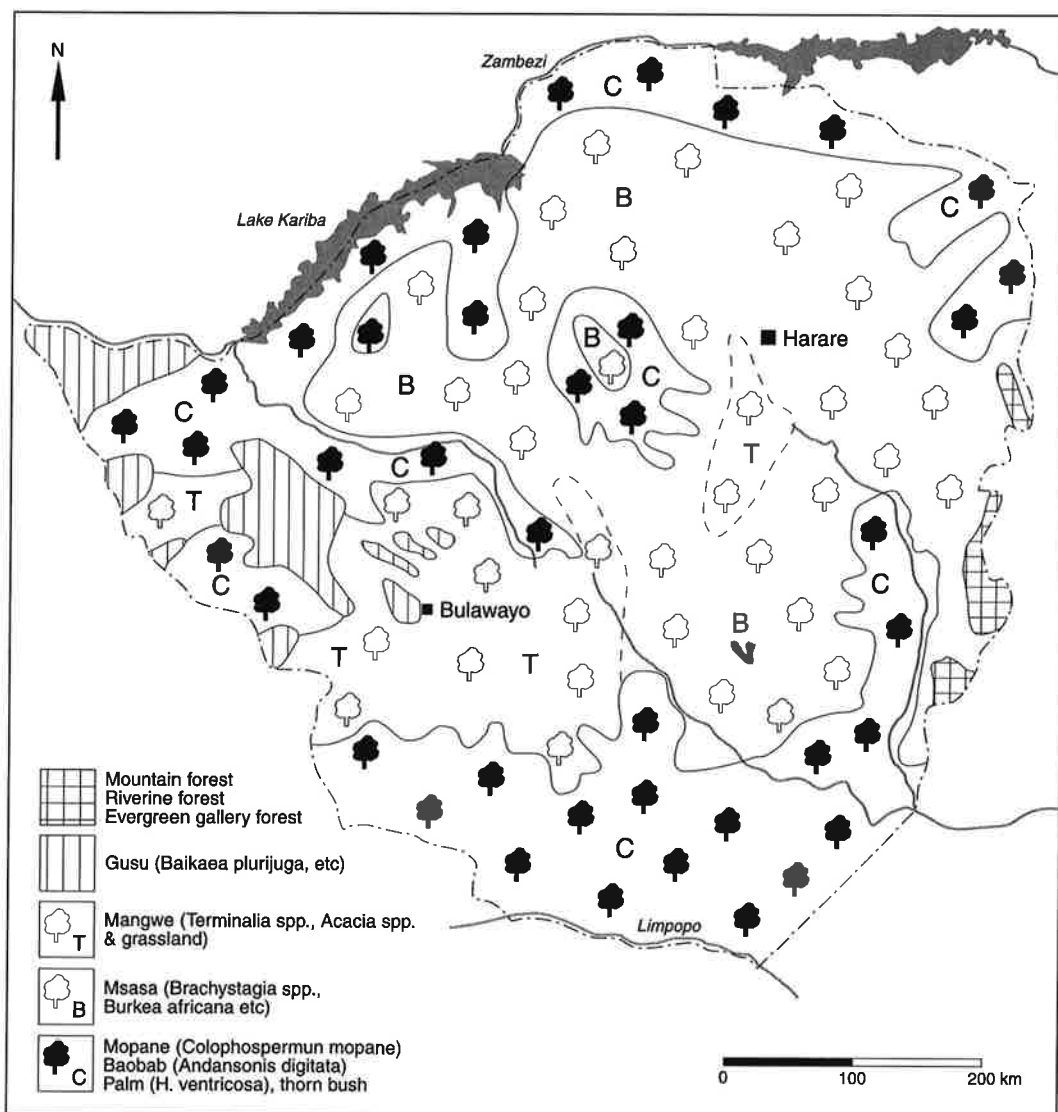 N
Zambezi
C
B
C
Lake Kariba
B
Harare
C
B
C
T
C
T
C
C
Bulawayo
B
T
T
C
Limpopo
Mountain forest
Riverine forest
Evergreen gallery forest
Gusu (Baikaea plurijuga, etc)
Mangwe (Terminalia spp., Acacia spp.
& grassland)
T
Msasa (Brachystagia spp.,
Burkea africana etc)
B
Mopane (Colophospermun mopane)
Baobab (Andansonis digitata)
Palm (H. ventricosa), thorn bush
C
0 100 200 km